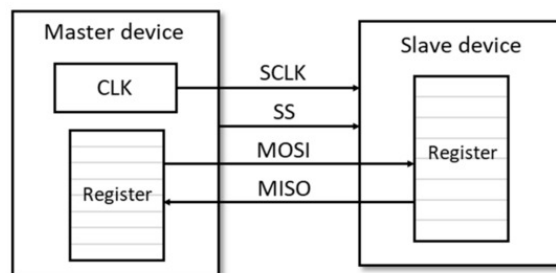 Master device
Slave device
CLK
SCLK
SS
MOSI
MISO
Register
Register